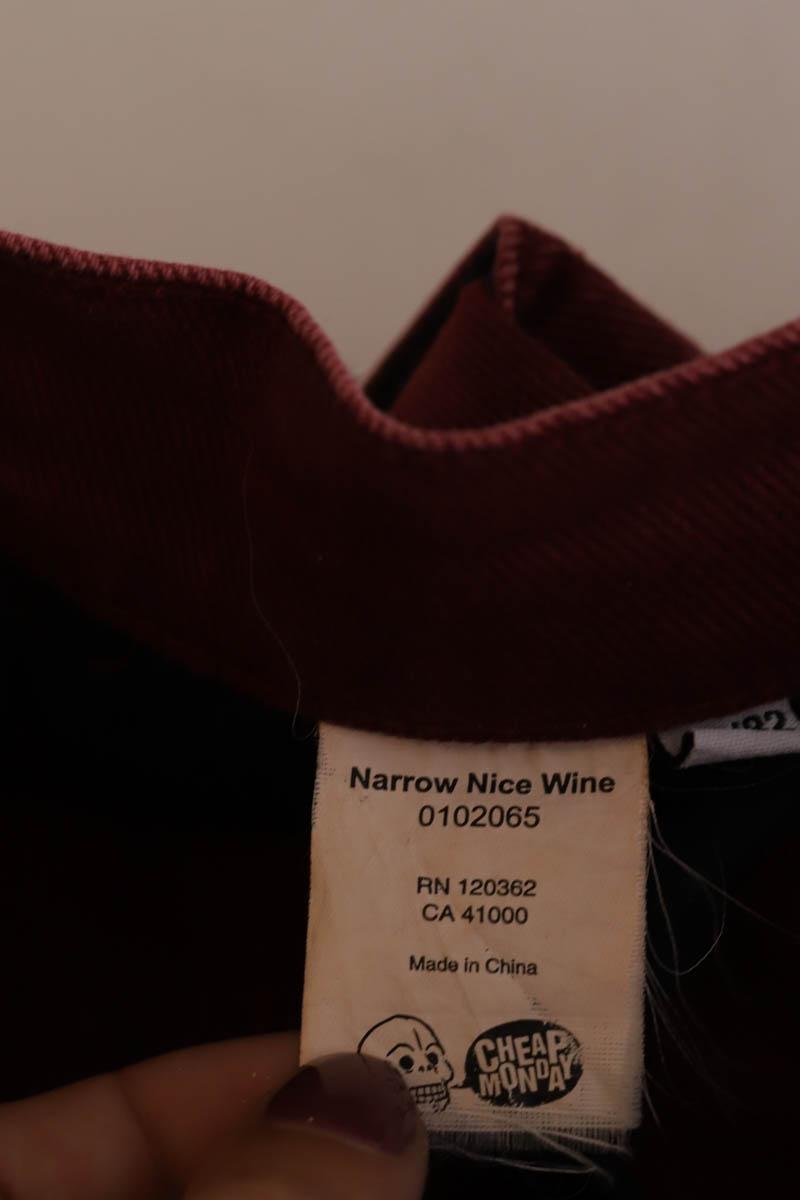 Narrow Nice Wine
0102065
RN 120362
CA 41000
Made in China
CHEAP
MONDAY